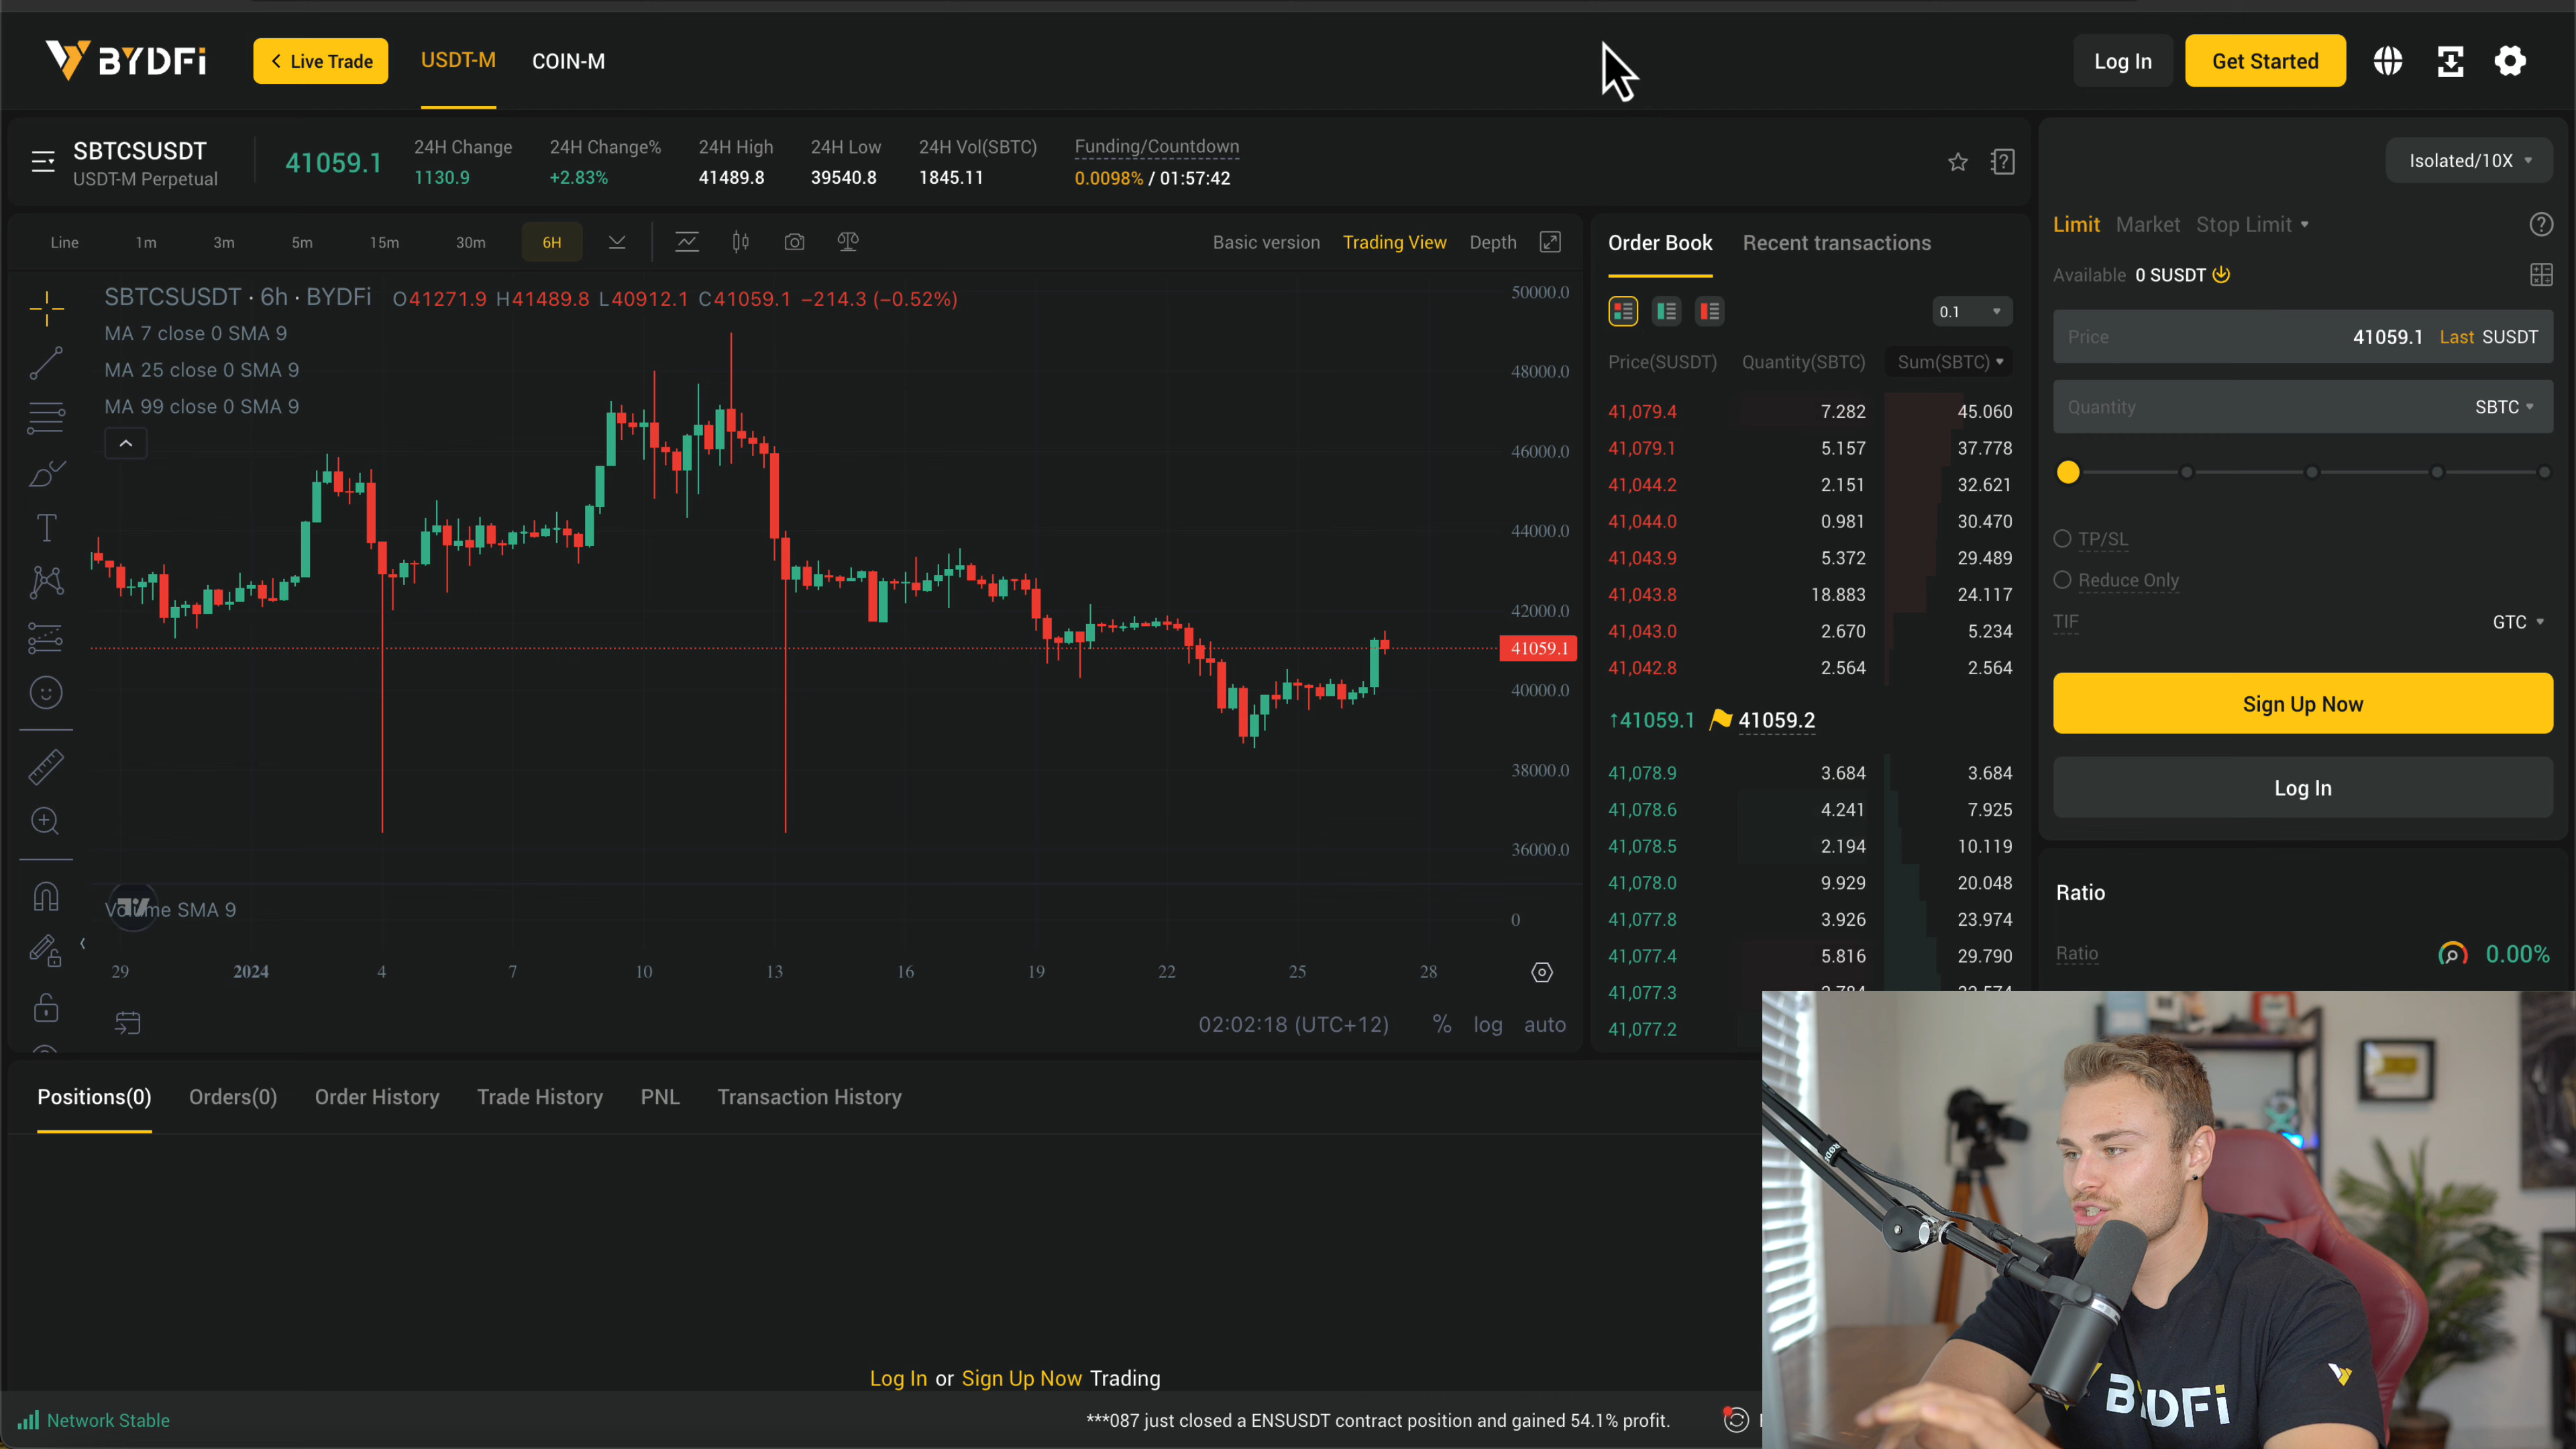 BYDFi
Live Trade
USDT-M
COIN-M
Log In
Get Started
SBTCSUSDT
USDT-M Perpetual
41059.1
24H Change
1130.9
24H Change%
+2.83%
24H High
41489.8
24H Low
39540.8
24H Vol(SBTC)
1845.11
Funding/Countdown
0.0098% / 01:57:42
Isolated/10X
Line 1m 3m 5m 15m 30m 6H
Basic version Trading View Depth
SBTCSUSDT · 6h · BYDFi O41271.9 H41489.8 L40912.1 C41059.1 −214.3 (−0.52%)
MA 7 close 0 SMA 9
MA 25 close 0 SMA 9
MA 99 close 0 SMA 9
50000.0
48000.0
46000.0
44000.0
42000.0
41059.1
40000.0
38000.0
36000.0
0
Volume SMA 9
29 2024 4 7 10 13 16 19 22 25 28
02:02:18 (UTC+12) % log auto
Order Book Recent transactions
0.1
Price(SUSDT) Quantity(SBTC) Sum(SBTC)
41,079.4 7.282 45.060
41,079.1 5.157 37.778
41,044.2 2.151 32.621
41,044.0 0.981 30.470
41,043.9 5.372 29.489
41,043.8 18.883 24.117
41,043.0 2.670 5.234
41,042.8 2.564 2.564
↑41059.1 41059.2
41,078.9 3.684 3.684
41,078.6 4.241 7.925
41,078.5 2.194 10.119
41,078.0 9.929 20.048
41,077.8 3.926 23.974
41,077.4 5.816 29.790
41,077.3
41,077.2
Limit Market Stop Limit
Available 0 SUSDT
Price 41059.1 Last SUSDT
Quantity SBTC
TP/SL
Reduce Only
TIF GTC
Sign Up Now
Log In
Ratio
Ratio 0.00%
Positions(0) Orders(0) Order History Trade History PNL Transaction History
Log In or Sign Up Now Trading
Network Stable
***087 just closed a ENSUSDT contract position and gained 54.1% profit.
BYDFi